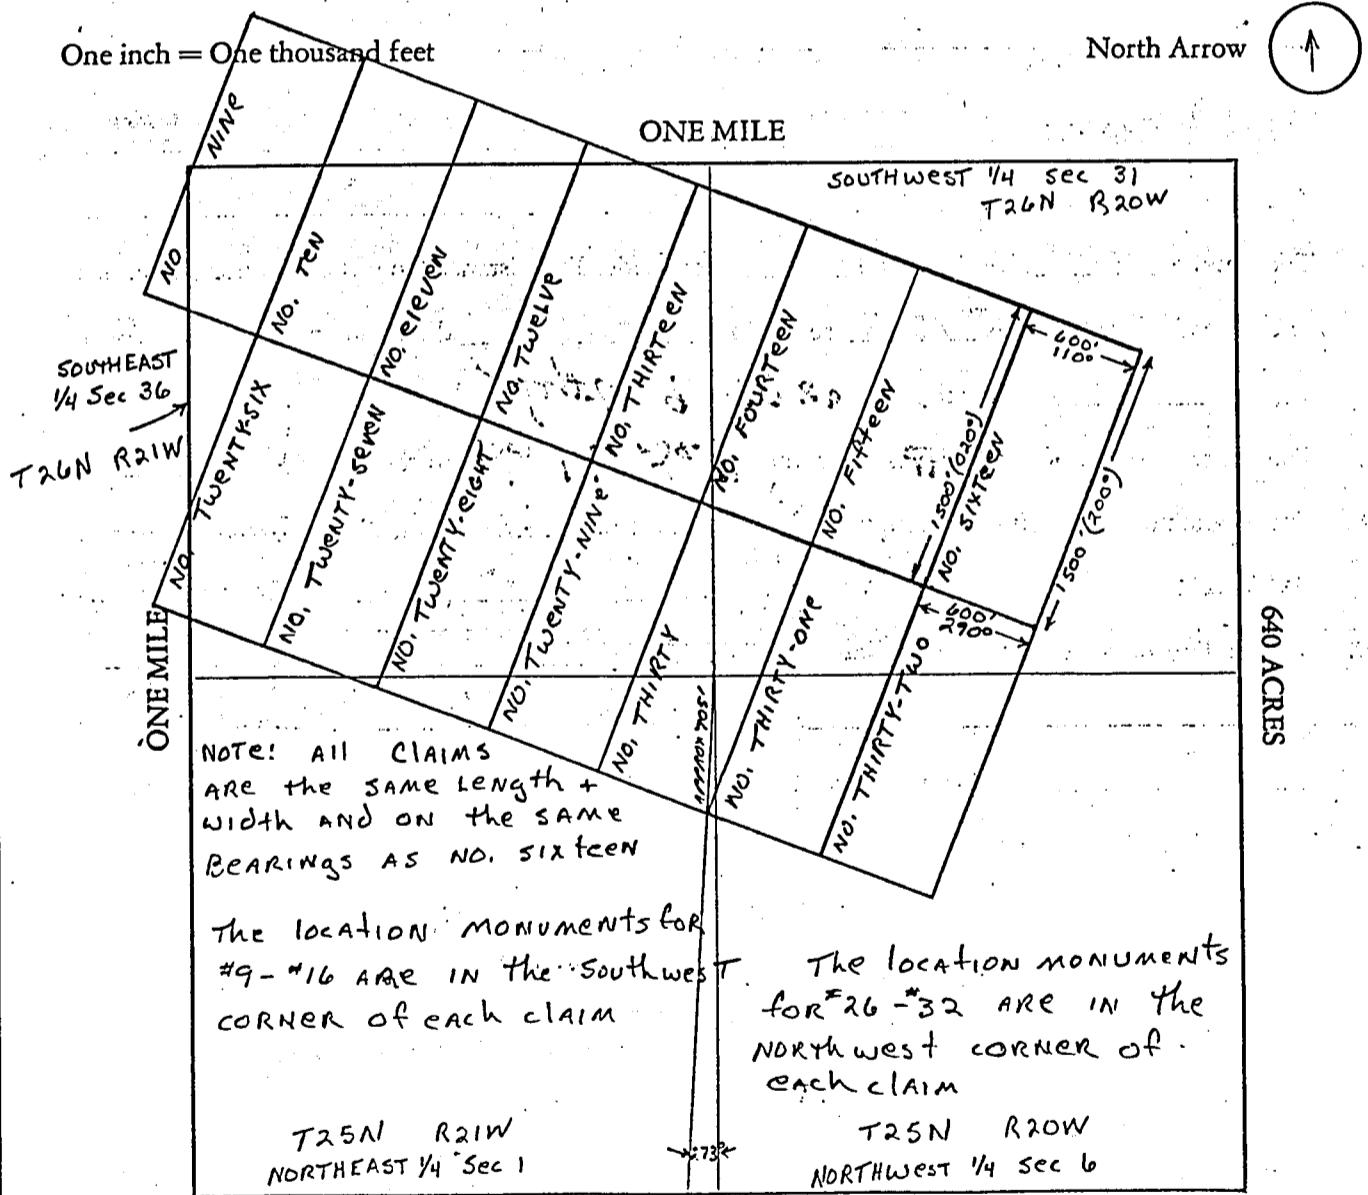 One inch = One thousand feet
North Arrow
ONE MILE
SOUTHWEST 1/4 Sec 31
T26N R20W
NO NINE
NO. TEN
NO. ELEVEN
NO. TWELVE
NO. THIRTEEN
NO. FOURTEEN
NO. FIFTEEN
NO. SIXTEEN
600'
110°
1500' (020°)
1500' (200°)
600'
290°
SOUTHEAST
1/4 Sec 36
T26N R21W
NO. TWENTY-SIX
NO. TWENTY-SEVEN
NO. TWENTY-EIGHT
NO. TWENTY-NINE
NO. THIRTY
NO. THIRTY-ONE
NO. THIRTY-TWO
ONE MILE
640 ACRES
APPROX 705'
NOTE! All CLAIMS
ARE the SAME LENgth +
width AND ON the SAME
BEARINgs AS NO. SIXteeN
The locATION MONUMENTS foR
#9 - #16 ARE IN the Southwest
CORNER of each claim
The locAtION MONUMENTS
for #26 - #32 ARE IN the
NORthwest CORNER of
eAch clAIM
T25N R21W
NORTHEAST 1/4 Sec 1
T25N R20W
NORTHWEST 1/4 Sec 6